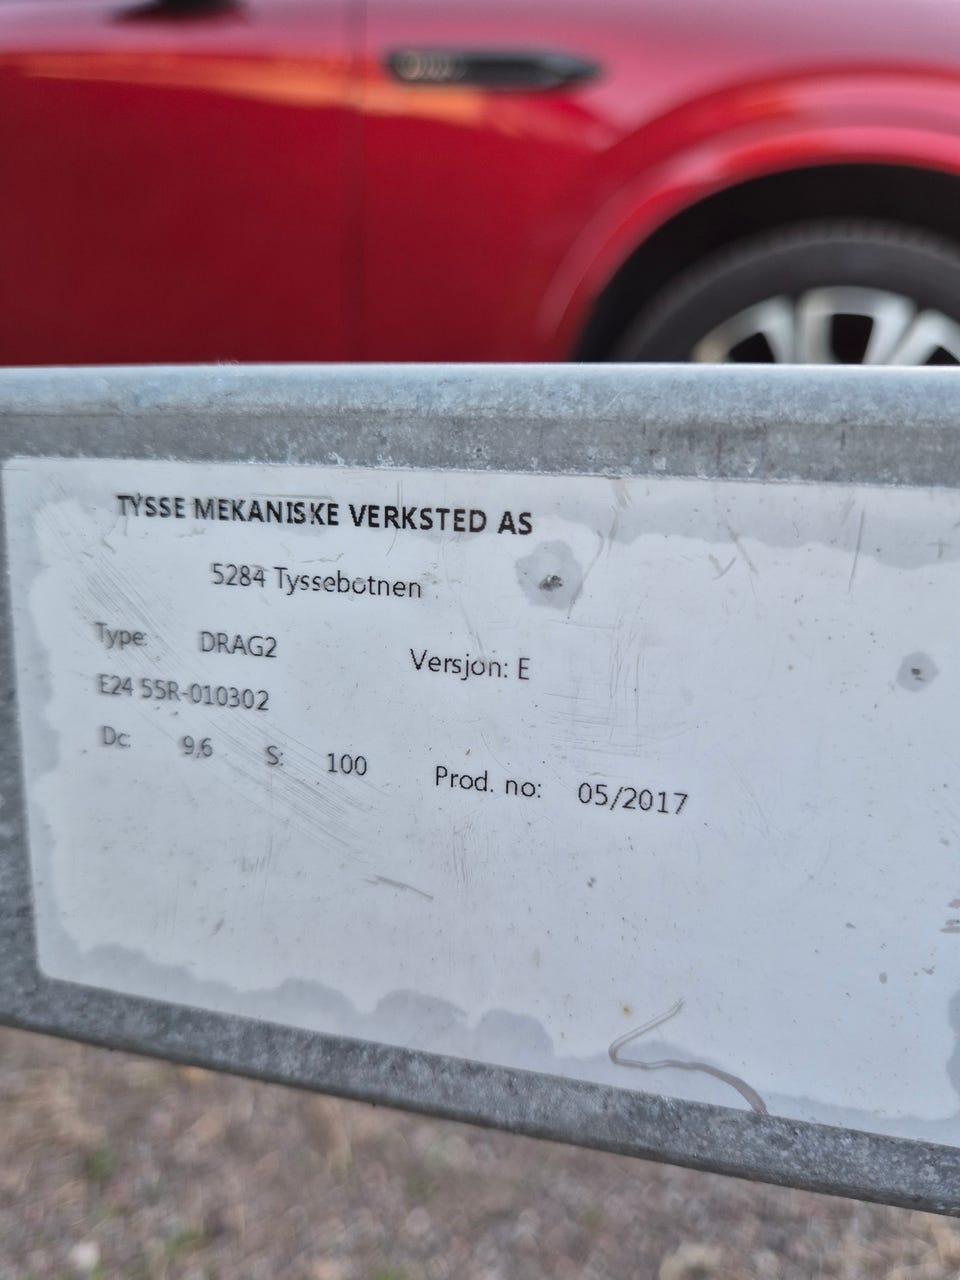 TYSSE MEKANISKE VERKSTED AS
5284 Tyssebotnen
Type: DRAG2 Versjon: E
E24 55R-010302
Dc: 9,6 S: 100 Prod. no: 05/2017